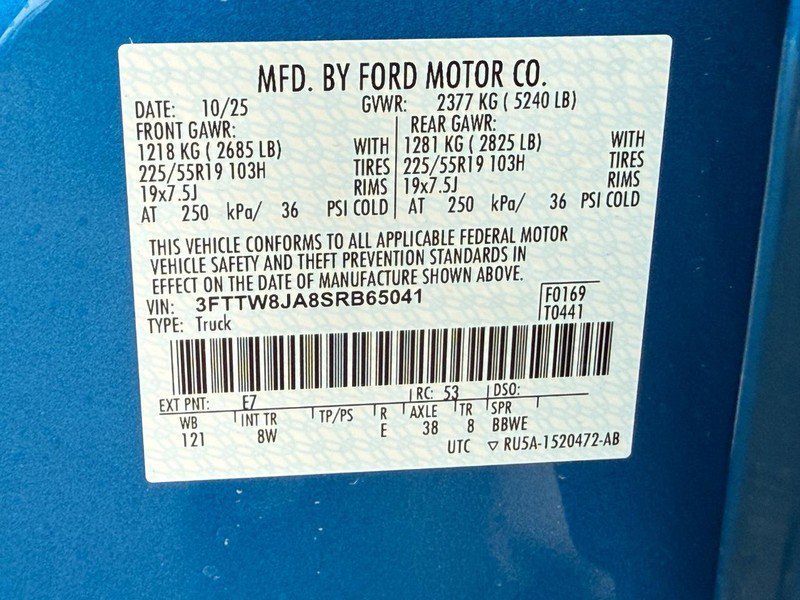 MFD. BY FORD MOTOR CO.
DATE: 10/25 GVWR: 2377 KG ( 5240 LB)
FRONT GAWR: REAR GAWR:
1218 KG ( 2685 LB) WITH 1281 KG ( 2825 LB) WITH
225/55R19 103H TIRES 225/55R19 103H TIRES
19x7.5J RIMS 19x7.5J RIMS
AT 250 kPa/ 36 PSI COLD AT 250 kPa/ 36 PSI COLD
THIS VEHICLE CONFORMS TO ALL APPLICABLE FEDERAL MOTOR
VEHICLE SAFETY AND THEFT PREVENTION STANDARDS IN
EFFECT ON THE DATE OF MANUFACTURE SHOWN ABOVE.
VIN: 3FTTW8JA8SRB65041 F0169
TYPE: Truck T0441
EXT PNT: E7 RC: 53 DSO:
WB INT TR TP/PS R AXLE TR SPR
121 8W E 38 8 BBWE
UTC ▽ RU5A-1520472-AB